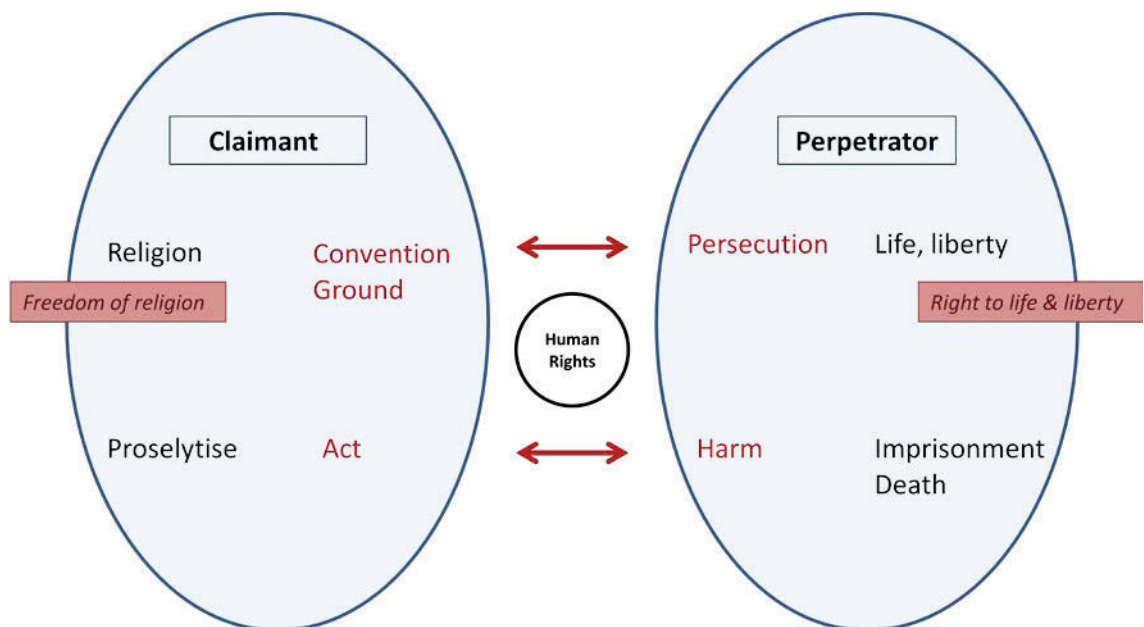 Claimant
Perpetrator
Religion
Convention
Ground
Persecution
Life, liberty
Freedom of religion
Right to life & liberty
Human
Rights
Proselytise
Act
Harm
Imprisonment
Death